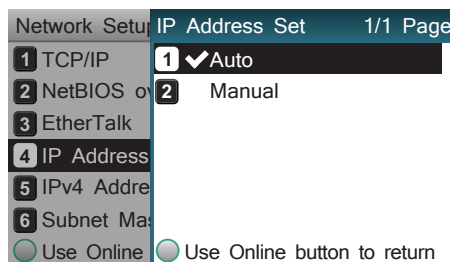 Network Setu
1 TCP/IP
2 NetBIOS ov
3 EtherTalk
4 IP Address
5 IPv4 Addre
6 Subnet Mas
Use Online
IP Address Set 1/1 Page
1 ✔Auto
2 Manual
Use Online button to return